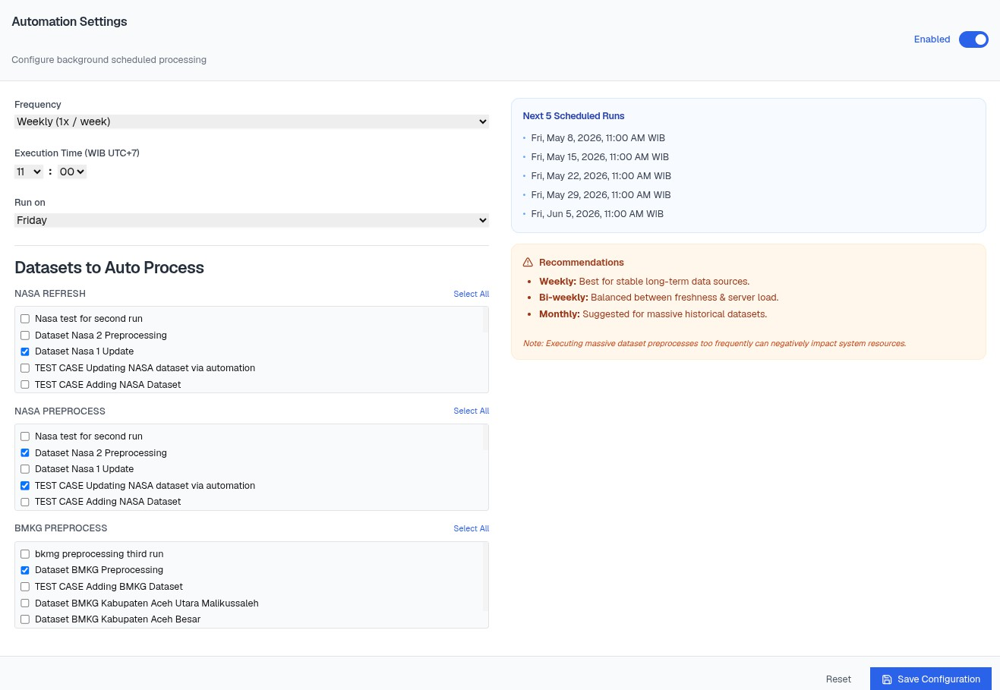 Automation Settings
Enabled
Configure background scheduled processing
Frequency
Weekly (1x / week)
Execution Time (WIB UTC+7)
11 : 00
Run on
Friday
Datasets to Auto Process
NASA REFRESH Select All
Nasa test for second run
Dataset Nasa 2 Preprocessing
Dataset Nasa 1 Update
TEST CASE Updating NASA dataset via automation
TEST CASE Adding NASA Dataset
NASA PREPROCESS Select All
Nasa test for second run
Dataset Nasa 2 Preprocessing
Dataset Nasa 1 Update
TEST CASE Updating NASA dataset via automation
TEST CASE Adding NASA Dataset
BMKG PREPROCESS Select All
bkmg preprocessing third run
Dataset BMKG Preprocessing
TEST CASE Adding BMKG Dataset
Dataset BMKG Kabupaten Aceh Utara Malikussaleh
Dataset BMKG Kabupaten Aceh Besar
Next 5 Scheduled Runs
• Fri, May 8, 2026, 11:00 AM WIB
• Fri, May 15, 2026, 11:00 AM WIB
• Fri, May 22, 2026, 11:00 AM WIB
• Fri, May 29, 2026, 11:00 AM WIB
• Fri, Jun 5, 2026, 11:00 AM WIB
Recommendations
• Weekly: Best for stable long-term data sources.
• Bi-weekly: Balanced between freshness & server load.
• Monthly: Suggested for massive historical datasets.
Note: Executing massive dataset preprocesses too frequently can negatively impact system resources.
Reset
Save Configuration